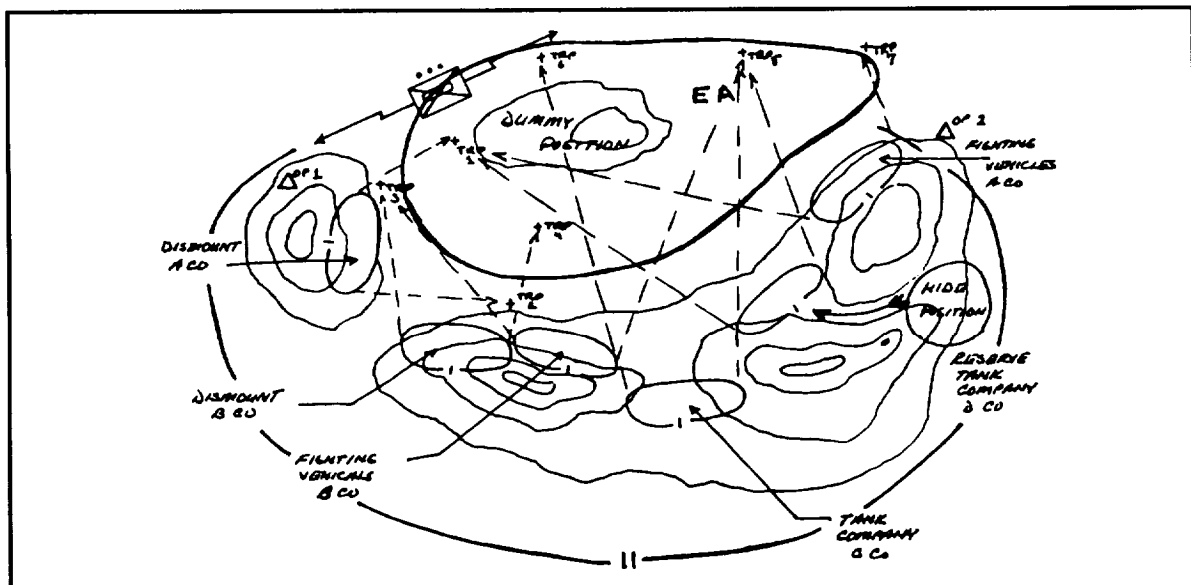 TRP
6
TRP
TRP
7
EA
OP 2
DUMMY
POSITION
FIGHTING
VEHICLES
A CO
TRP
1
OP 1
TRP
3
TRP
4
DISMOUNT
A CO
HIDE
POSITION
TRP
2
RESERVE
TANK
COMPANY
D CO
DISMOUNT
B CO
FIGHTING
VEHICALS
B CO
TANK
COMPANY
C CO
II